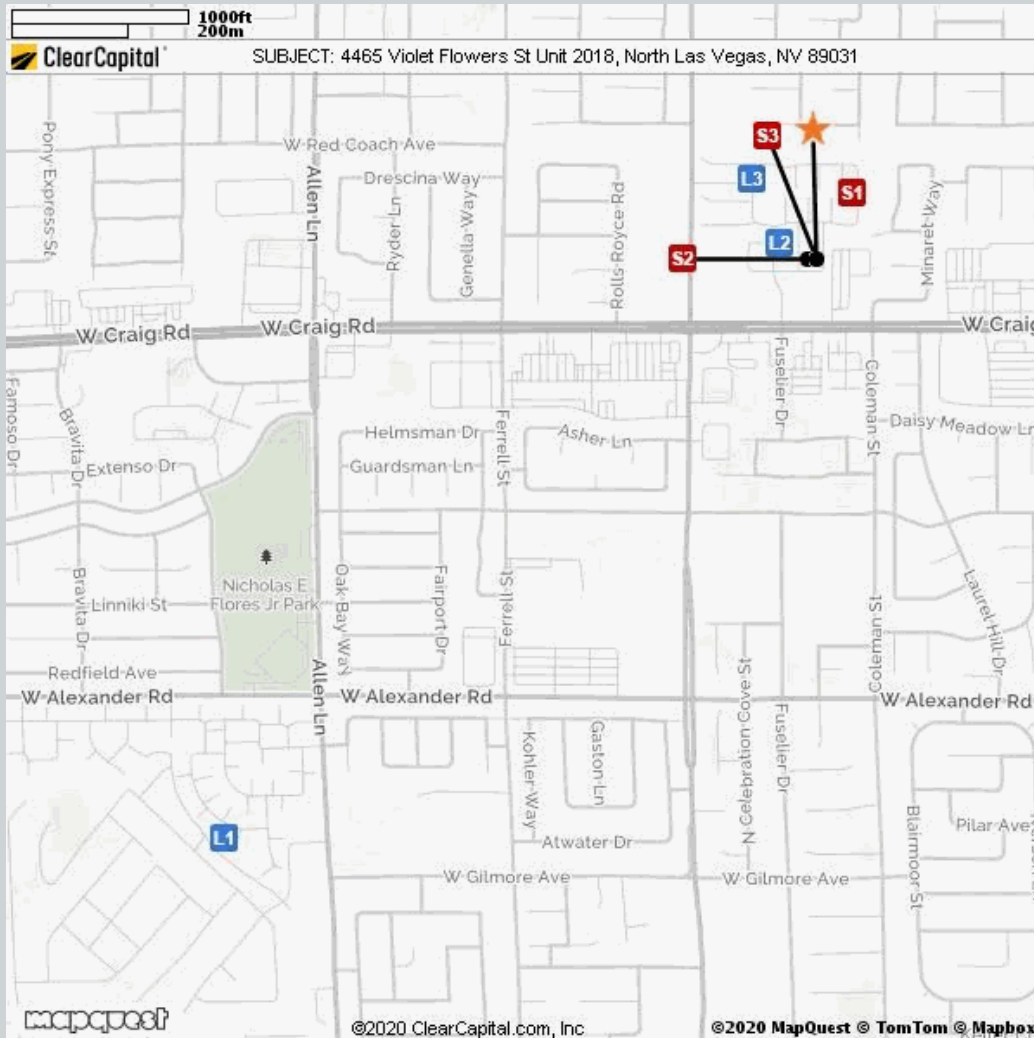 1000ft
200m
ClearCapital
SUBJECT: 4465 Violet Flowers St Unit 2018, North Las Vegas, NV 89031
Pony Express St
W Red Coach Ave
Allen Ln
Drescina Way
Ryder Ln
Genella Way
Rolls Royce Rd
S3
L3
S1
L2
S2
Minaret Way
W Craig Rd
W Craig Rd
W Craig
Famoso Dr
Bravita Dr
Extenso Dr
Helmsman Dr
Guardsman Ln
Ferrell St
Asher Ln
Fuselier Dr
Coleman St
Daisy Meadow Ln
Nicholas E
Flores Jr Park
Linniki St
Bravita Dr
Redfield Ave
Oak Bay Way
Fairport Dr
Ferrell St
Coleman St
Laurel Hill Dr
W Alexander Rd
Allen Ln
W Alexander Rd
W Alexander Rd
N Celebration Cove St
Fuselier Dr
Kohler Way
Gaston Ln
L1
Atwater Dr
W Gilmore Ave
W Gilmore Ave
Blairmoor St
Pilar Ave
mapquest
©2020 ClearCapital.com, Inc
©2020 MapQuest © TomTom © Mapbox